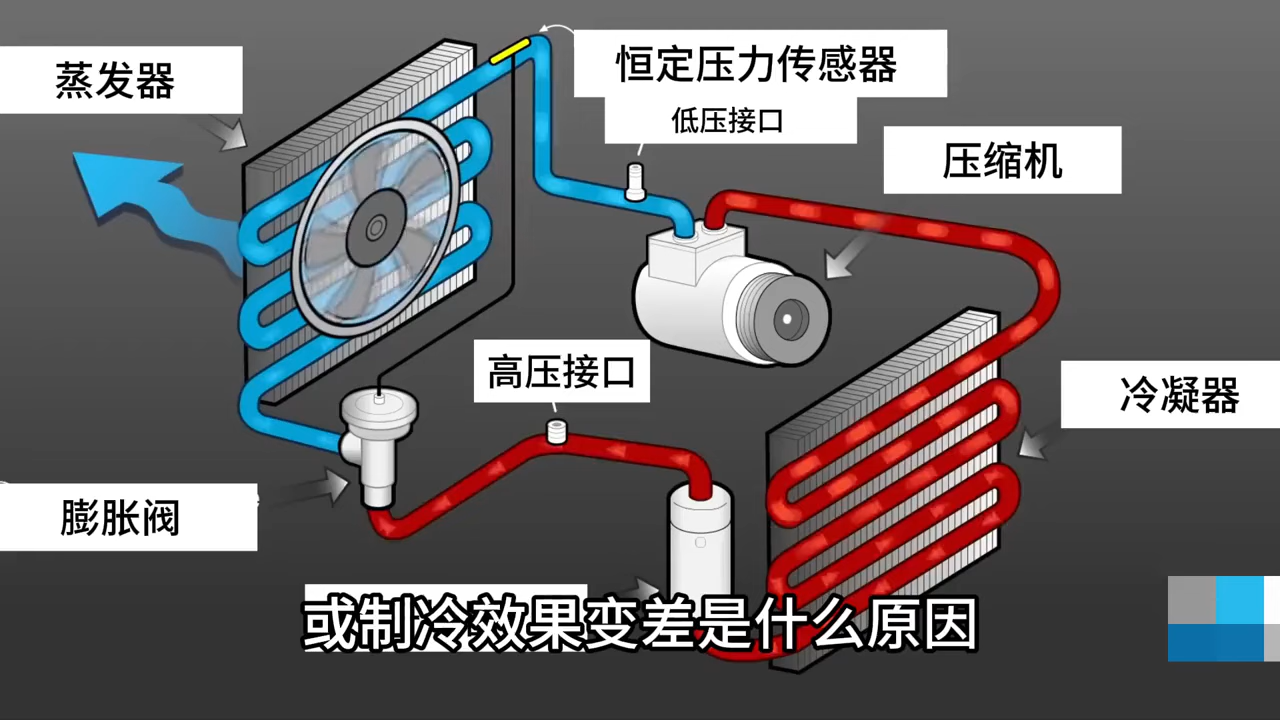 蒸发器
恒定压力传感器
低压接口
压缩机
高压接口
冷凝器
膨胀阀
或制冷效果变差是什么原因